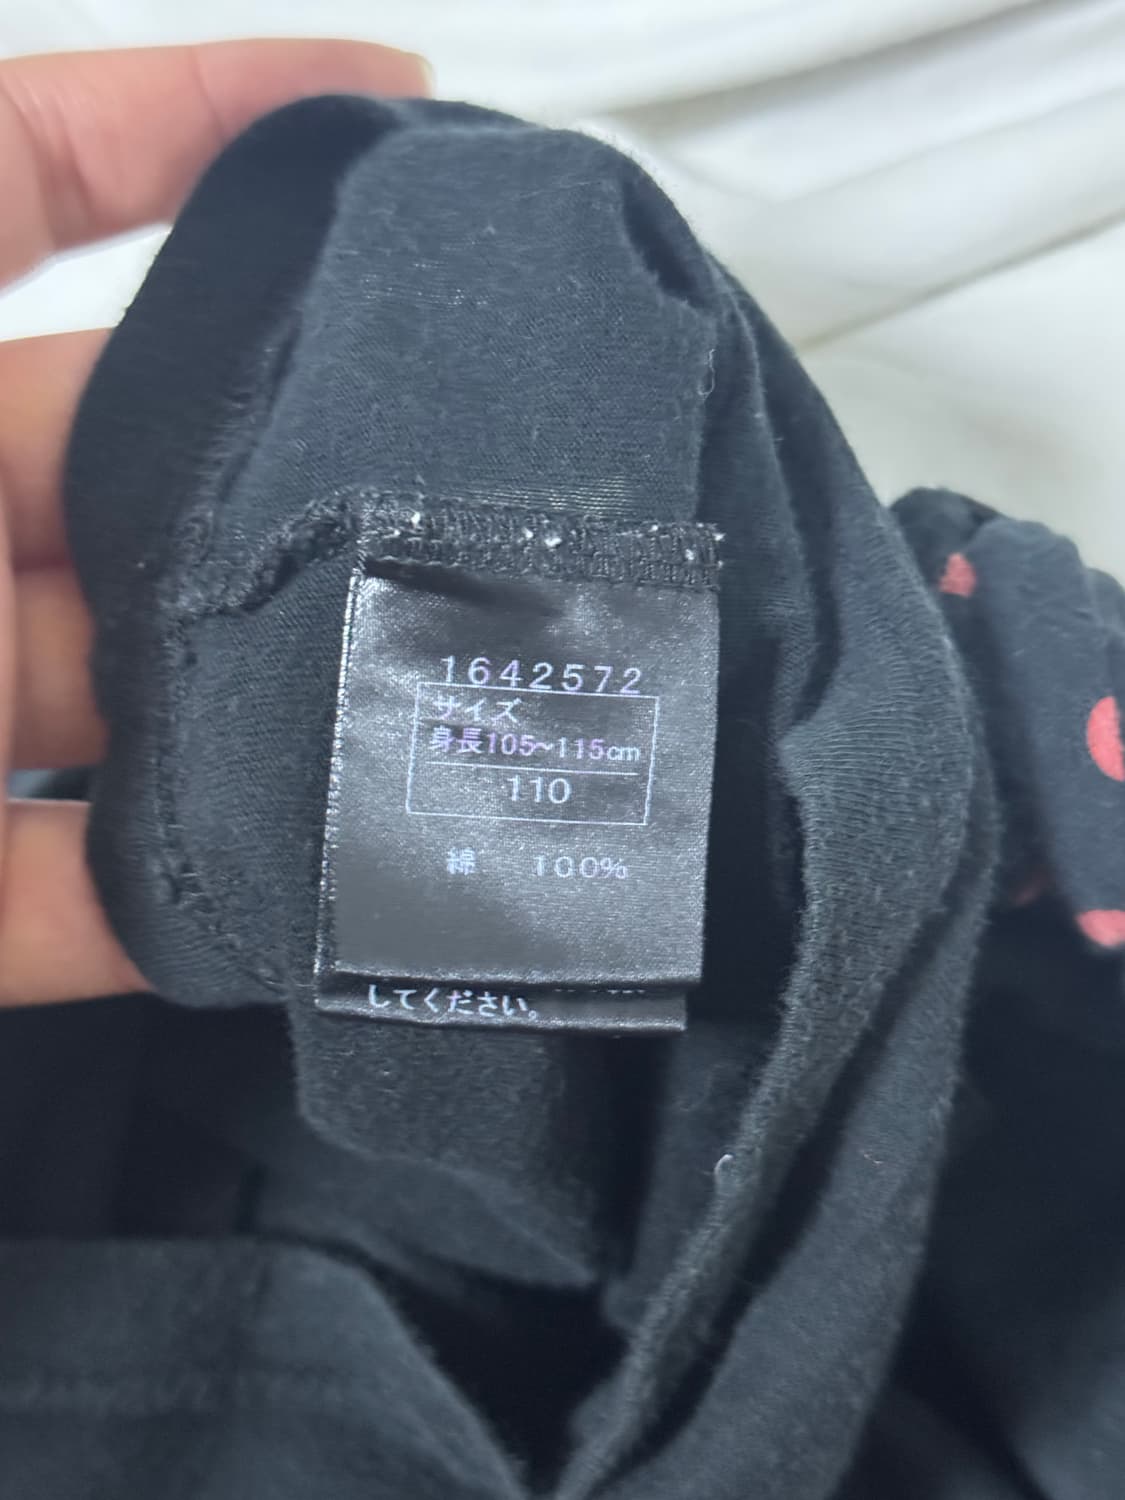 1642572
サイズ
身長105~115cm
110
綿 100%
してください。